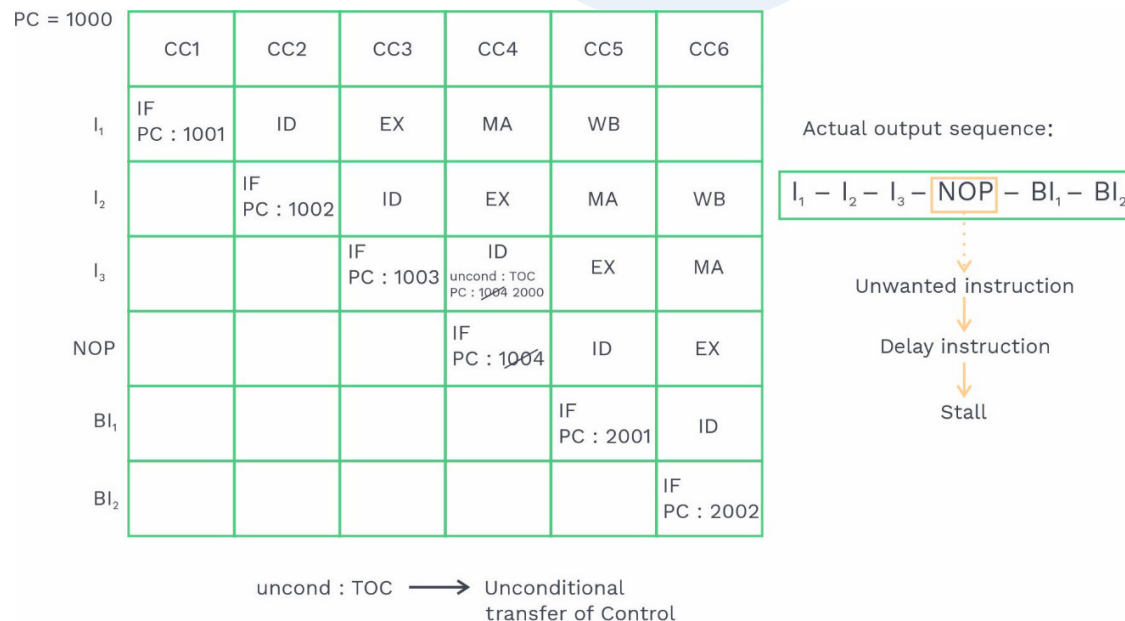 PC = 1000
CC1 CC2 CC3 CC4 CC5 CC6
I₁ IF PC : 1001 ID EX MA WB
I₂ IF PC : 1002 ID EX MA WB
I₃ IF PC : 1003 ID uncond : TOC PC : 1004 2000 EX MA
NOP IF PC : 1004 ID EX
BI₁ IF PC : 2001 ID
BI₂ IF PC : 2002
uncond : TOC → Unconditional
transfer of Control
Actual output sequence:
I₁ – I₂ – I₃ – NOP – BI₁ – BI₂
Unwanted instruction
Delay instruction
Stall